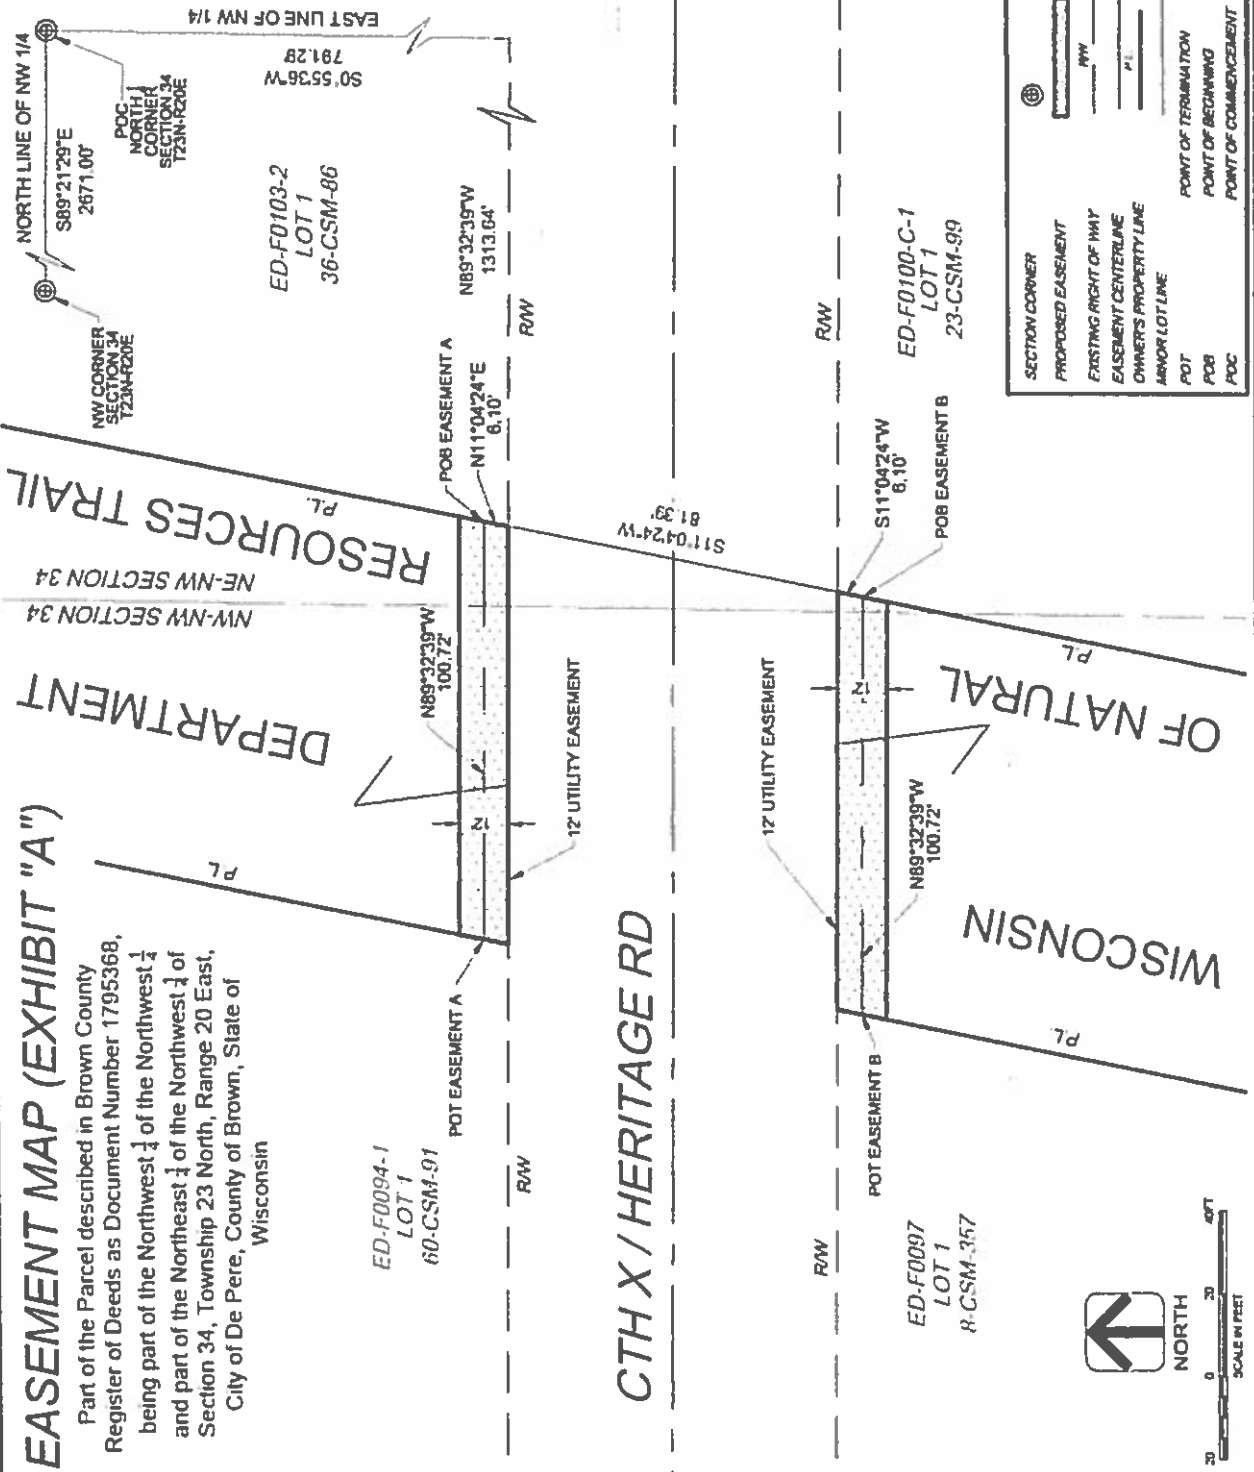 EASEMENT MAP (EXHIBIT "A")
Part of the Parcel described in Brown County
Register of Deeds as Document Number 1795368,
being part of the Northwest 1/4 of the Northwest 1/4
and part of the Northeast 1/4 of the Northwest 1/4 of
Section 34, Township 23 North, Range 20 East,
City of De Pere, County of Brown, State of
Wisconsin
NORTH LINE OF NW 1/4
S89°21'29"E
2671.00'
NW CORNER
SECTION 34
T23N-R20E
POC
NORTH 1/4
CORNER
SECTION 34
T23N-R20E
EAST LINE OF NW 1/4
S0°55'36"W
791.28'
ED-F0103-2
LOT 1
36-CSM-86
N89°32'39"W
1313.64'
R/W
P.L.
DEPARTMENT
RESOURCES TRAIL
NW-NW SECTION 34
NE-NW SECTION 34
P.L.
POB EASEMENT A
N11°04'24"E
6.10'
N89°32'39"W
100.72'
12'
12' UTILITY EASEMENT
POT EASEMENT A
ED-F0094-1
LOT 1
60-CSM-91
R/W
CTH X / HERITAGE RD
S11°04'24"W
81.39'
R/W
R/W
12' UTILITY EASEMENT
12'
S11°04'24"W
6.10'
POB EASEMENT B
N89°32'39"W
100.72'
POT EASEMENT B
ED-F0097
LOT 1
8-CSM-357
ED-F0100-C-1
LOT 1
23-CSM-99
WISCONSIN
OF NATURAL
P.L.
P.L.
NORTH
20 0 20 40FT
SCALE IN FEET
SECTION CORNER
PROPOSED EASEMENT
EXISTING RIGHT OF WAY R/W
EASEMENT CENTERLINE
OWNER'S PROPERTY LINE P.L.
MINOR LOT LINE
POT POINT OF TERMINATION
POB POINT OF BEGINNING
POC POINT OF COMMENCEMENT